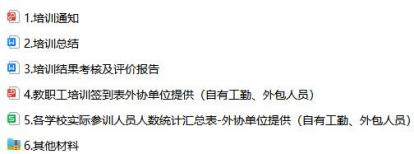 1.培训通知
2.培训总结
3.培训结果考核及评价报告
4.教职工培训签到表外协单位提供（自有工勤、外包人员）
5.各学校实际参训人员人数统计汇总表-外协单位提供（自有工勤、外包人员）
6.其他材料